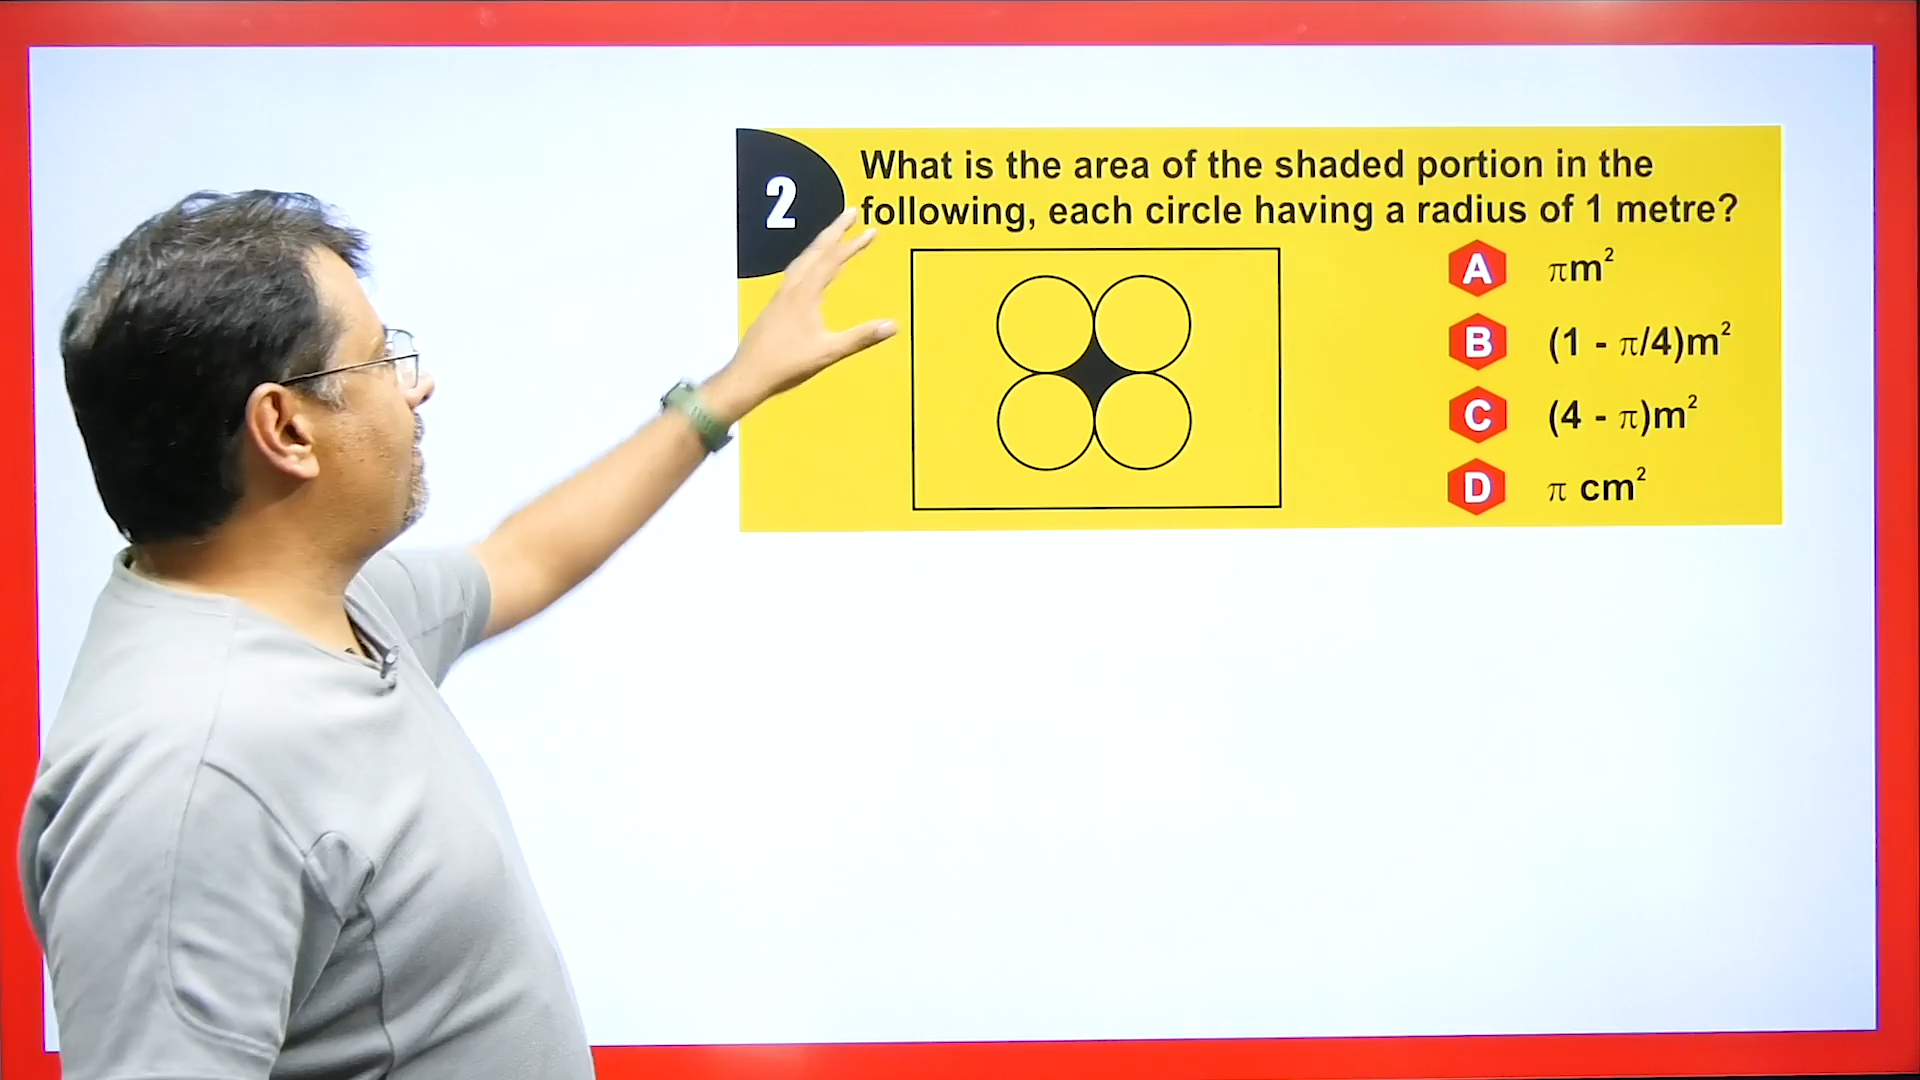 2
What is the area of the shaded portion in the
following, each circle having a radius of 1 metre?
A πm²
B (1 - π/4)m²
C (4 - π)m²
D π cm²